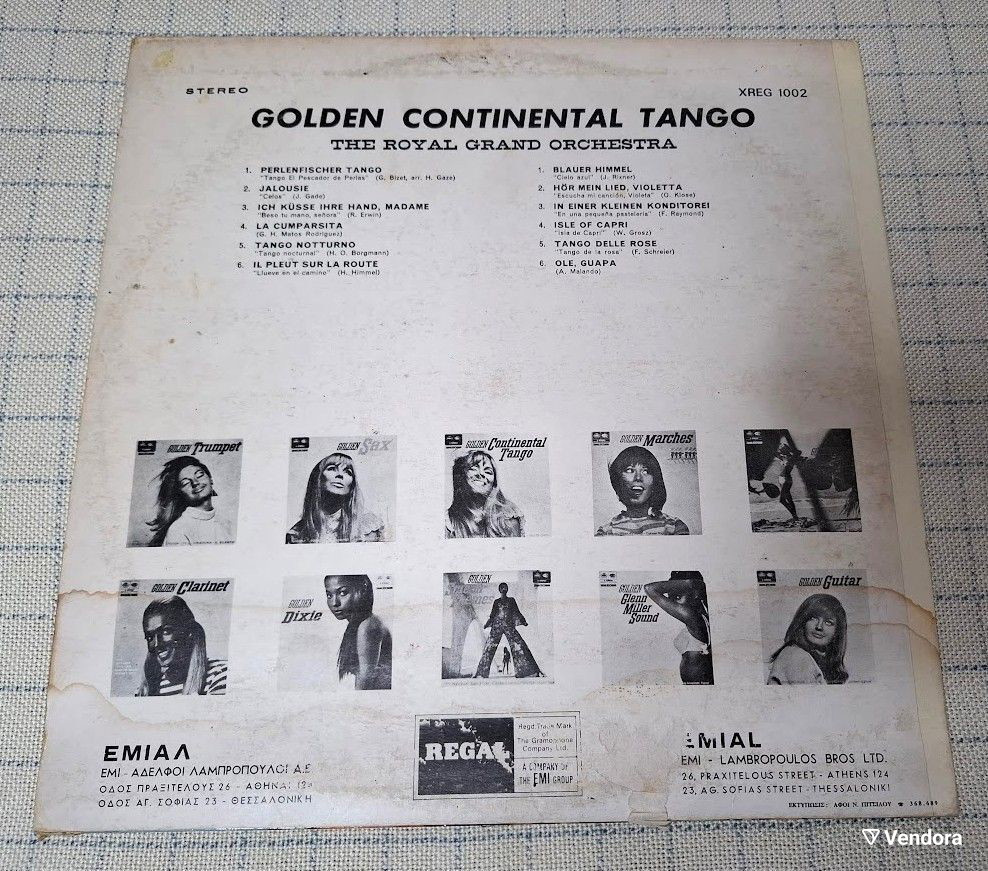 STEREO
XREG 1002
GOLDEN CONTINENTAL TANGO
THE ROYAL GRAND ORCHESTRA
1. PERLENFISCHER TANGO
"Tango El Pescador de Perlas" (G. Bizet, arr. H. Gaze)
2. JALOUSIE
"Celos" (J. Gade)
3. ICH KÜSSE IHRE HAND, MADAME
"Beso tu mano, señora" (R. Erwin)
4. LA CUMPARSITA
(G. H. Matos Rodriguez)
5. TANGO NOTTURNO
"Tango nocturnal" (H. O. Borgmann)
6. IL PLEUT SUR LA ROUTE
"Llueve en el camino" (H. Himmel)
1. BLAUER HIMMEL
"Cielo azul" (J. Rixner)
2. HÖR MEIN LIED, VIOLETTA
"Escucha mi canción, Violeta" (O. Klose)
3. IN EINER KLEINEN KONDITOREI
"En una pequeña pastelería" (F. Raymond)
4. ISLE OF CAPRI
"Isla de Capri" (W. Grosz)
5. TANGO DELLE ROSE
"Tango de la rosa" (F. Schreier)
6. OLE, GUAPA
(A. Malando)
GOLDEN Trumpet
GOLDEN Sax
GOLDEN Continental
Tango
GOLDEN Marches
GOLDEN Clarinet
GOLDEN
Dixie
GOLDEN
GOLDEN
Glenn
Miller
Sound
GOLDEN Guitar
ΕΜΙΑΛ
ΕΜΙ - ΑΔΕΛΦΟΙ ΛΑΜΠΡΟΠΟΥΛΟΙ Α.Ε
ΟΔΟΣ ΠΡΑΞΙΤΕΛΟΥΣ 26 - ΑΘΗΝΑΙ
ΟΔΟΣ ΑΓ. ΣΟΦΙΑΣ 23 - ΘΕΣΣΑΛΟΝΙΚΗ
REGAL
Regd Trade Mark
of
The Gramophone
Company Ltd.
A COMPANY OF
THE EMI GROUP
EMIAL
EMI - LAMBROPOULOS BROS LTD.
26, PRAXITELOUS STREET - ATHENS 124
23, AG. SOFIAS STREET - THESSALONIKI
ΕΚΤΥΠΩΣΙΣ: ΑΦΟΙ Ν. ΠΙΤΣΙΛΟΥ ☎ 368.689
Vendora